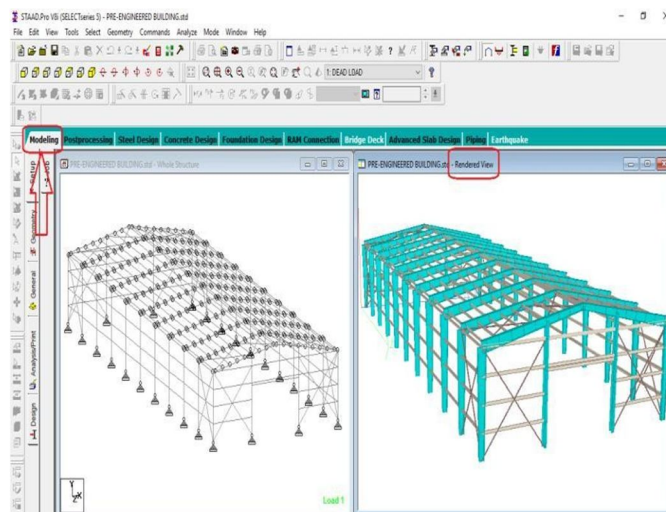 STAAD.Pro V8i (SELECTseries 5) - PRE-ENGINEERED BUILDING.std
File Edit View Tools Select Geometry Commands Analyze Mode Window Help
1: DEAD LOAD
Modeling Postprocessing Steel Design Concrete Design Foundation Design RAM Connection Bridge Deck Advanced Slab Design Piping Earthquake
PRE-ENGINEERED BUILDING.std - Whole Structure
PRE-ENGINEERED BUILDING.std - Rendered View
Setup
Job
Geometry
General
Analysis/Print
Design
Y
X
Z
Load 1